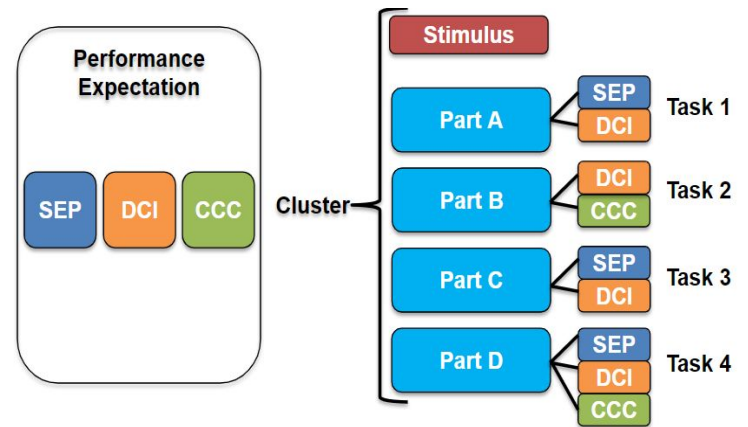 Performance
Expectation
SEP DCI CCC
Cluster
Stimulus
Part A
SEP
DCI
Task 1
Part B
DCI
CCC
Task 2
Part C
SEP
DCI
Task 3
Part D
SEP
DCI
CCC
Task 4